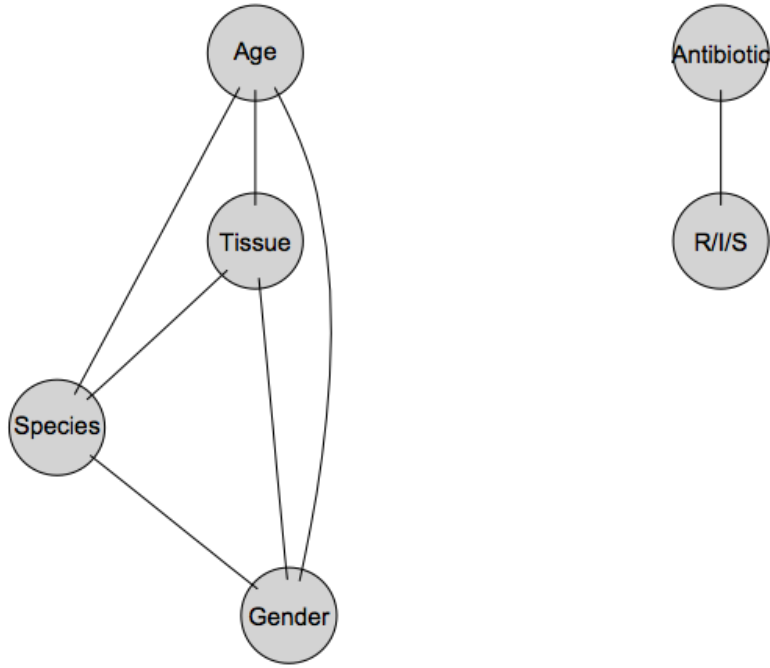 Age
Antibiotic
Tissue
R/I/S
Species
Gender